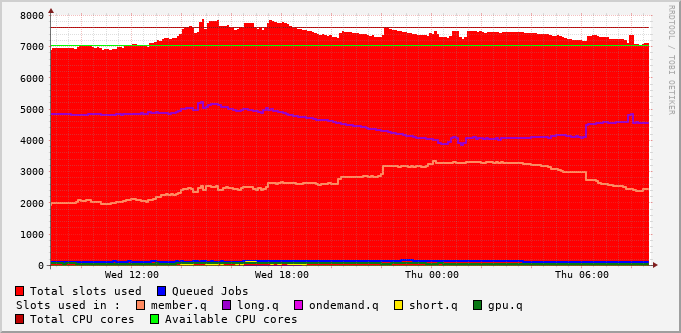 8000
7000
6000
5000
4000
3000
2000
1000
0
Wed 12:00 Wed 18:00 Thu 00:00 Thu 06:00
RRDTOOL / TOBI OETIKER
Total slots used Queued Jobs
Slots used in : member.q long.q ondemand.q short.q gpu.q
Total CPU cores Available CPU cores